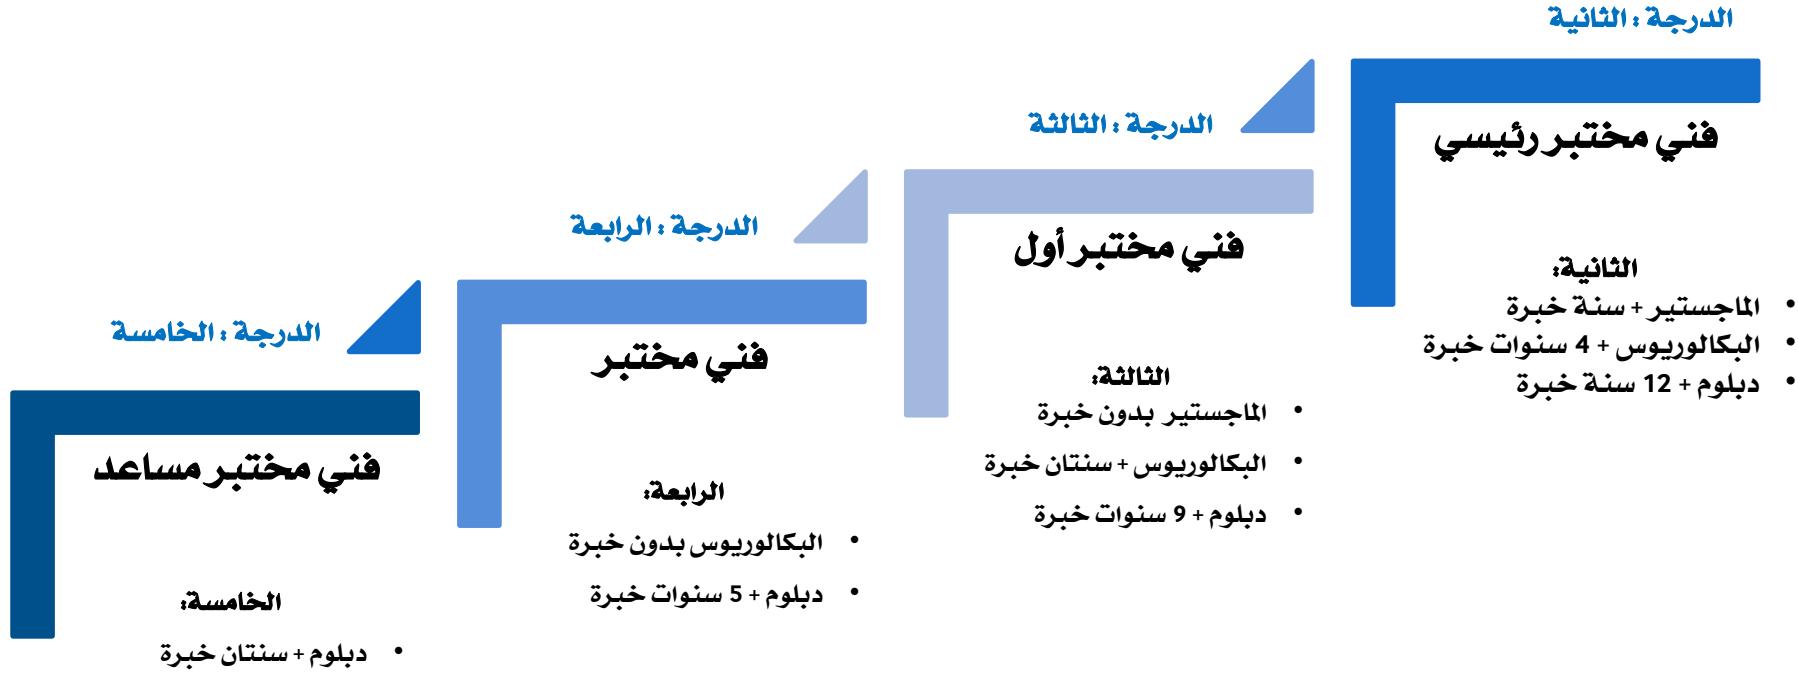 الدرجة : الثانية
فني مختبر رئيسي
الثانية:
• الماجستير + سنة خبرة
• البكالوريوس + 4 سنوات خبرة
• دبلوم + 12 سنة خبرة
الدرجة : الثالثة
فني مختبر أول
الثالثة:
• الماجستير بدون خبرة
• البكالوريوس + سنتان خبرة
• دبلوم + 9 سنوات خبرة
الدرجة : الرابعة
فني مختبر
الرابعة:
• البكالوريوس بدون خبرة
• دبلوم + 5 سنوات خبرة
الدرجة : الخامسة
فني مختبر مساعد
الخامسة:
• دبلوم + سنتان خبرة